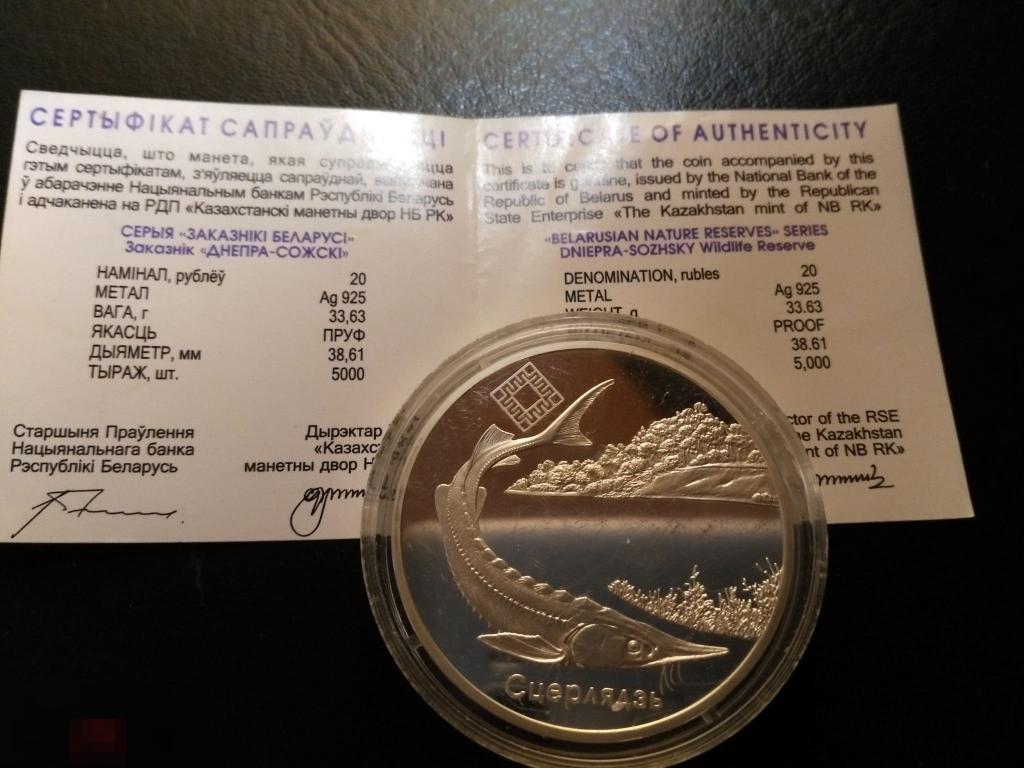 СЕРТЫФІКАТ
Сведчыцца, што манета, якая
гэтым сертыфікатам, з'яўляецца сапраўднай,
ў абарачэнне Нацыянальным банкам Рэспублікі Беларусь
і адчаканена на РДП «Казахстанскі манетны двор НБ РК»
СЕРЫЯ «ЗАКАЗНІКІ БЕЛАРУСІ»
Заказнік «ДНЕПРА-СОЖСКІ»
НАМІНАЛ, рублёў 20
МЕТАЛ Ag 925
ВАГА, г 33,63
ЯКАСЦЬ ПРУФ
ДЫЯМЕТР, мм 38,61
ТЫРАЖ, шт. 5000
Старшыня Праўлення
Нацыянальнага банка
Рэспублікі Беларусь
Дырэктар
манетны двор
CERTIFICATE OF AUTHENTICITY
This is to certify that the coin accompanied by this
certificate is genuine, issued by the National Bank of the
Republic of Belarus and minted by the Republican
State Enterprise «The Kazakhstan mint of NB RK»
«BELARUSIAN NATURE RESERVES» SERIES
DNIEPRA-SOZHSKY Wildlife Reserve
DENOMINATION, rubles 20
METAL Ag 925
WEIGHT, g 33.63
PROOF
38.61
5,000
of the RSE
Kazakhstan
of NB RK»
Сцерлядзь